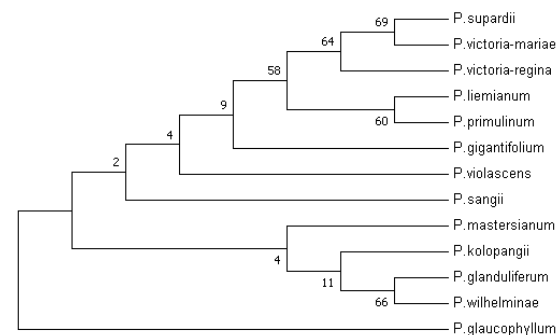 P.supardii
69
P.victoria-mariae
64
P.victoria-regina
58
P.liemianum
60
P.primulinum
9
P.gigantifolium
4
P.violascens
2
P.sangii
P.mastersianum
4
P.kolopangii
11
P.glanduliferum
66
P.wilhelminae
P.glaucophyllum